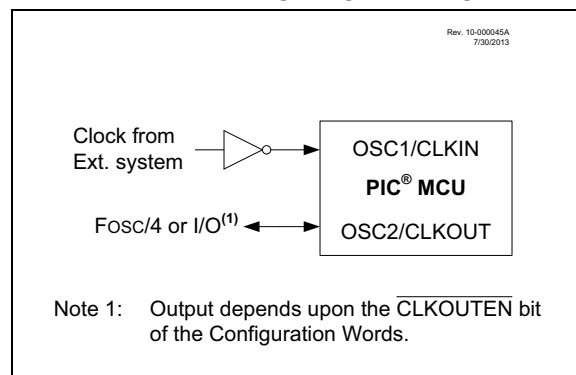 Rev. 10-000045A
7/30/2013
Clock from
Ext. system
OSC1/CLKIN
PIC® MCU
FOSC/4 or I/O(1)
OSC2/CLKOUT
Note 1: Output depends upon the CLKOUTEN bit
of the Configuration Words.